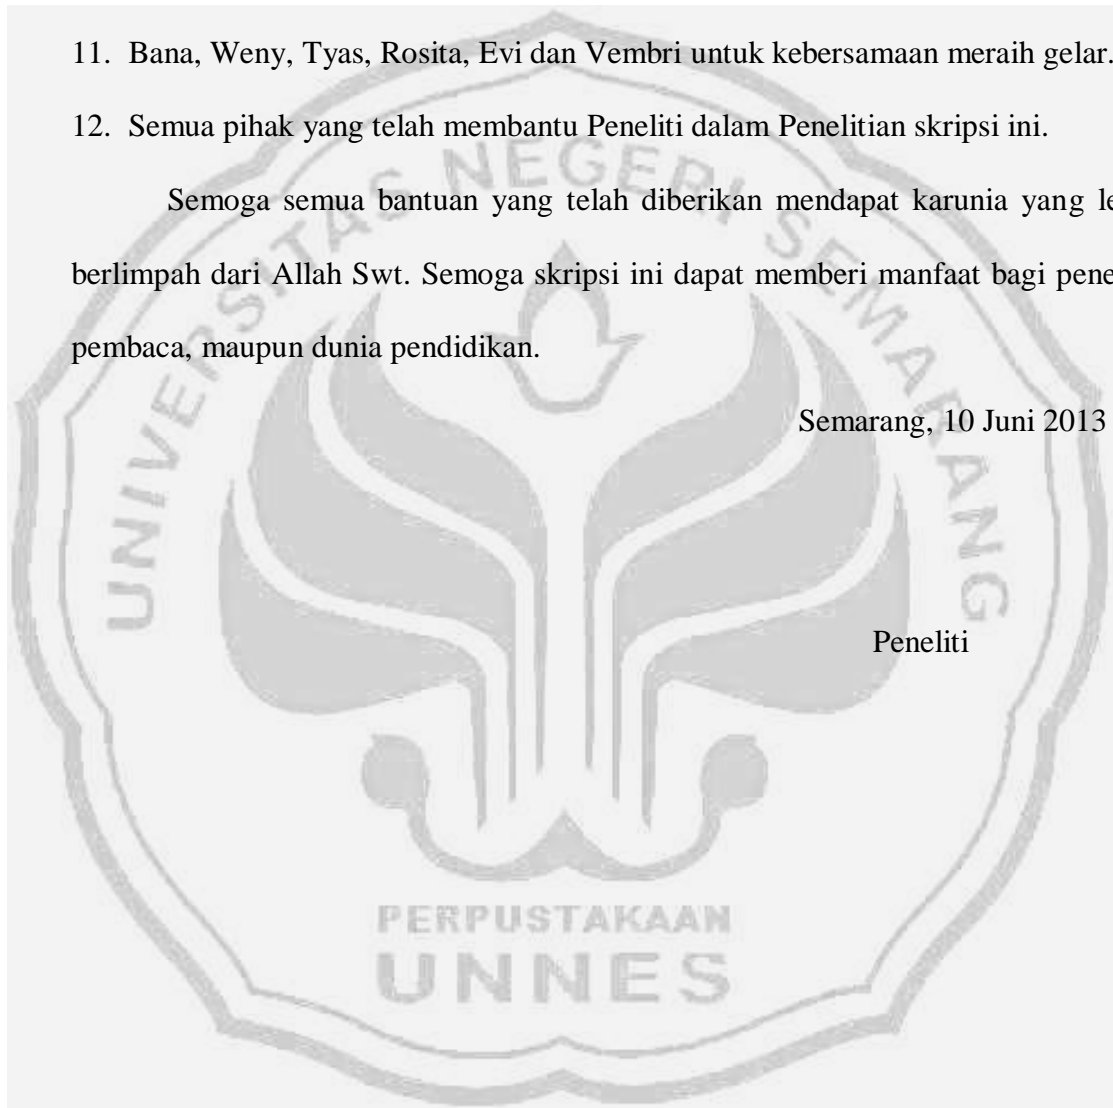 11. Bana, Weny, Tyas, Rosita, Evi dan Vembri untuk kebersamaan meraih gelar.
12. Semua pihak yang telah membantu Peneliti dalam Penelitian skripsi ini.
Semoga semua bantuan yang telah diberikan mendapat karunia yang
berlimpah dari Allah Swt. Semoga skripsi ini dapat memberi manfaat bagi
pembaca, maupun dunia pendidikan.
Semarang, 10 Juni 2013
Peneliti
UNIVERSITAS NEGERI SEMARANG
PERPUSTAKAAN
UNNES